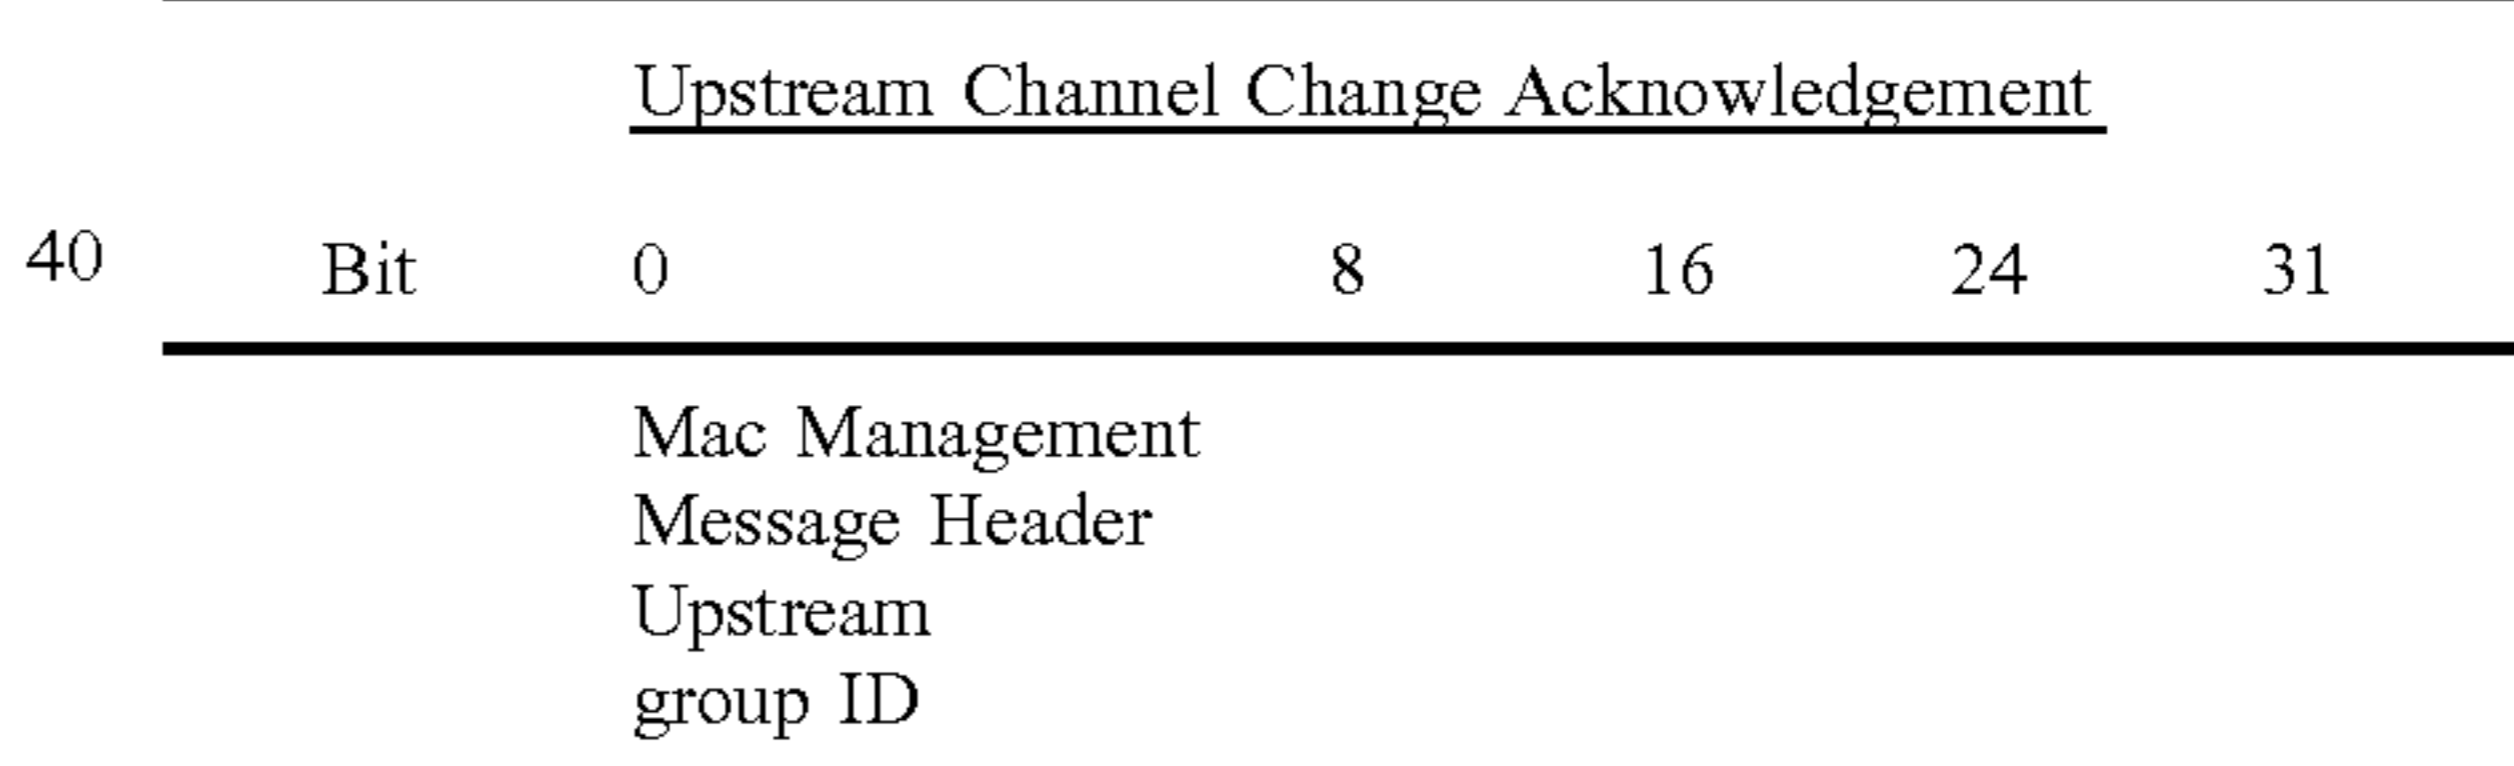 Upstream Channel Change Acknowledgement
40 Bit 0 8 16 24 31
Mac Management
Message Header
Upstream
group ID